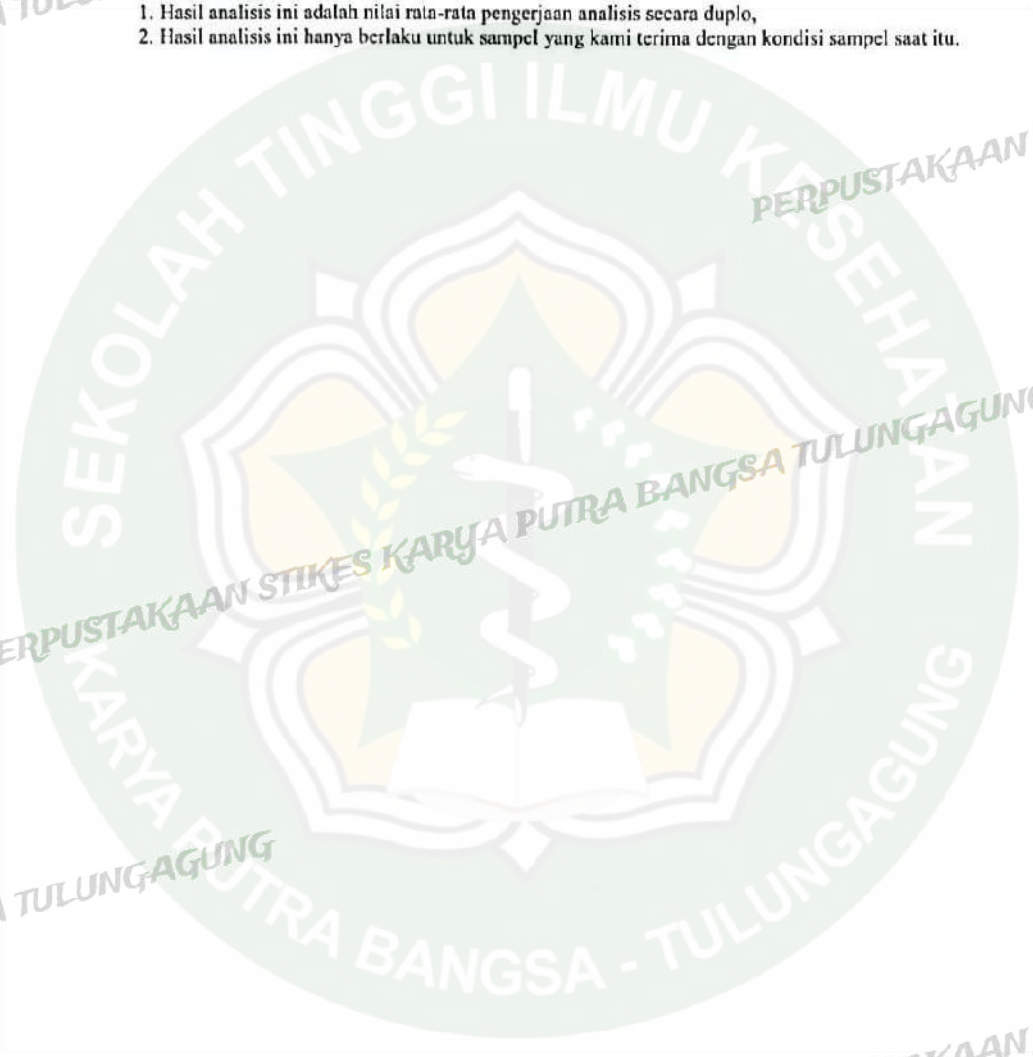 1. Hasil analisis ini adalah nilai rata-rata pengerjaan analisis secara duplo,
2. Hasil analisis ini hanya berlaku untuk sampel yang kami terima dengan kondisi sampel saat itu.
SEKOLAH TINGGI ILMU KESEHATAN
PERPUSTAKAAN
ERPUSTAKAAN STIKES KARYA PUTRA BANGSA TULUNGAGUNG
TULUNGAGUNG
KARYA PUTRA BANGSA - TULUNGAGUNG